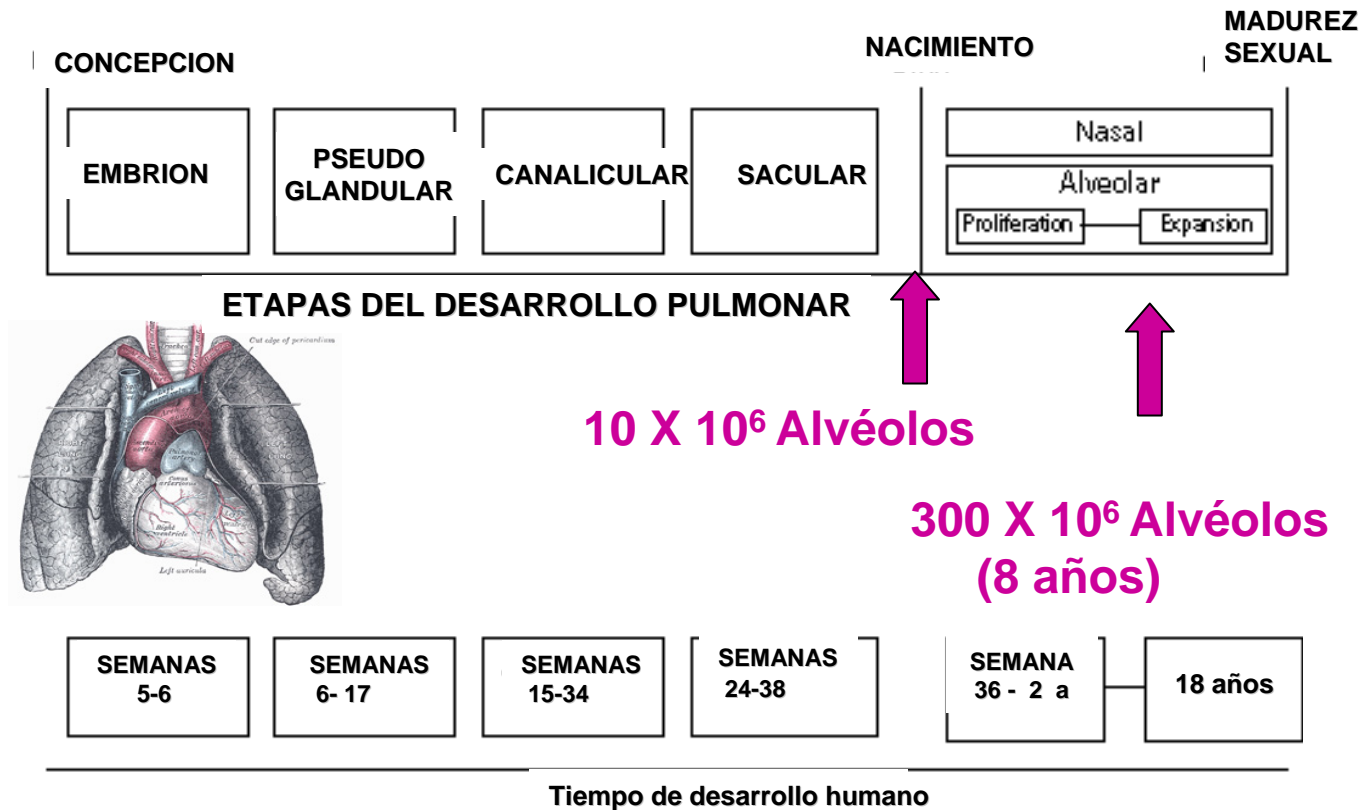 CONCEPCION
NACIMIENTO
MADUREZ
SEXUAL
EMBRION
PSEUDO
GLANDULAR
CANALICULAR
SACULAR
Nasal
Alveolar
Proliferation
Expansion
ETAPAS DEL DESARROLLO PULMONAR
Cut edge of pericardium
Right
ventricle
Left auricula
10 X 10⁶ Alvéolos
300 X 10⁶ Alvéolos
(8 años)
SEMANAS
5-6
SEMANAS
6- 17
SEMANAS
15-34
SEMANAS
24-38
SEMANA
36 - 2 a
18 años
Tiempo de desarrollo humano